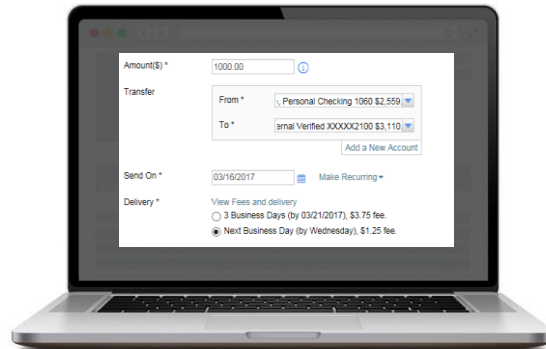 Amount($) *
1000.00
Transfer
From *
, Personal Checking 1060 $2,559.
To *
ernal Verified XXXXX2100 $3,110.
Add a New Account
Send On *
03/16/2017
Make Recurring
Delivery *
View Fees and delivery
3 Business Days (by 03/21/2017), $3.75 fee.
Next Business Day (by Wednesday), $1.25 fee.